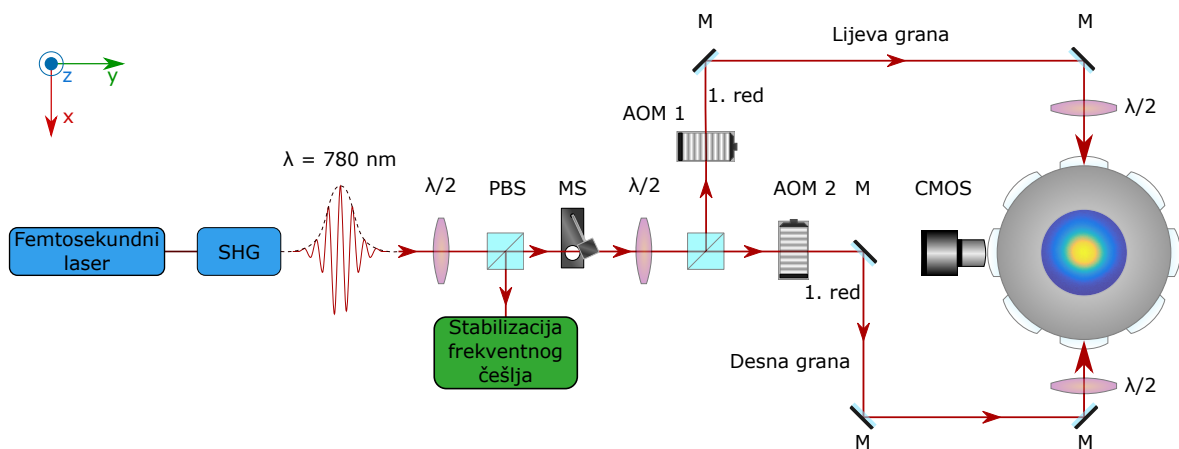 M
Lijeva grana
M
z
y
x
1. red
AOM 1
λ/2
λ = 780 nm
λ/2
PBS
MS
λ/2
AOM 2
M
CMOS
Femtosekundni
laser
SHG
1. red
Stabilizacija
frekventnog
češlja
Desna grana
λ/2
M
M